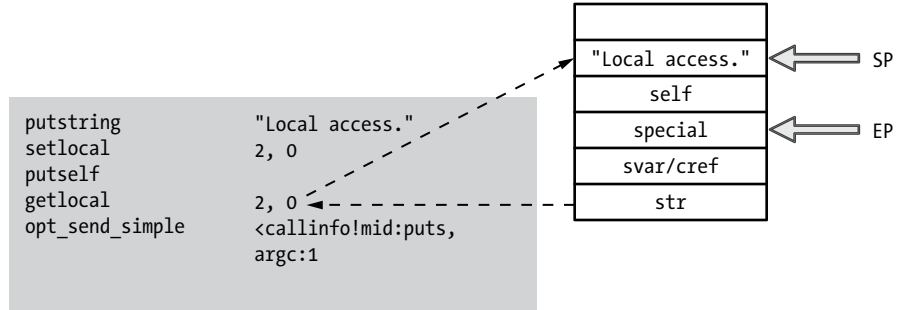 "Local access."
SP
self
special
EP
svar/cref
str
putstring "Local access."
setlocal 2, 0
putself
getlocal 2, 0
opt_send_simple <callinfo!mid:puts,
argc:1